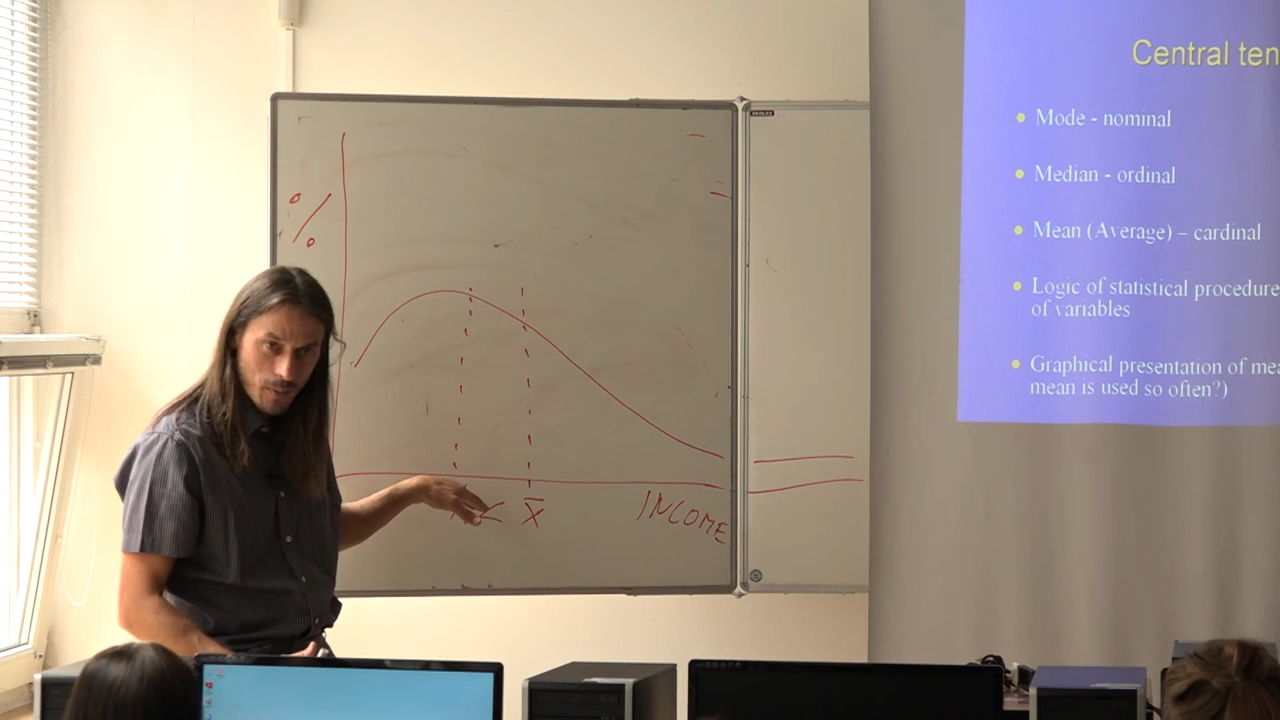 %
< x̄
INCOME
Central ten
Mode - nominal
Median - ordinal
Mean (Average) – cardinal
Logic of statistical procedure
of variables
Graphical presentation of mea
mean is used so often?)